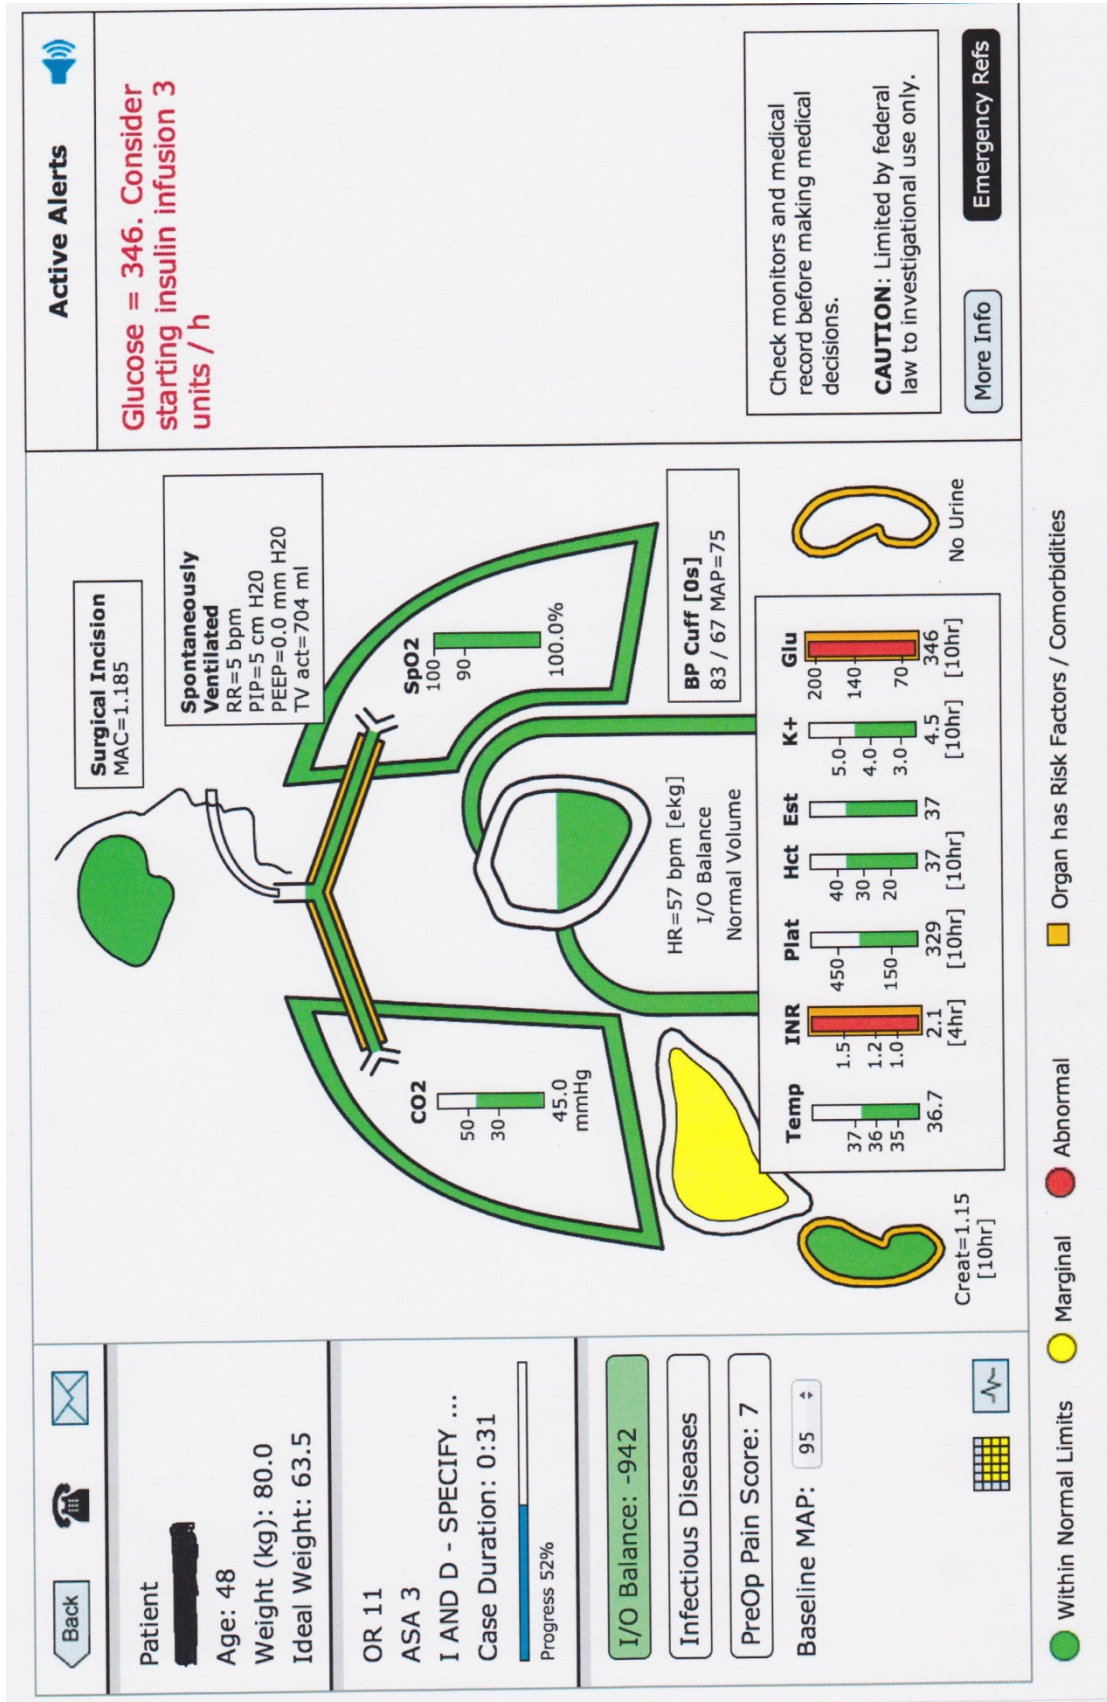 Back
Patient
Age: 48
Weight (kg): 80.0
Ideal Weight: 63.5
OR 11
ASA 3
I AND D - SPECIFY ...
Case Duration: 0:31
Progress 52%
I/O Balance: -942
Infectious Diseases
PreOp Pain Score: 7
Baseline MAP: 95
Surgical Incision
MAC=1.185
Spontaneously
Ventilated
RR=5 bpm
PIP=5 cm H20
PEEP=0.0 mm H20
TV act=704 ml
CO2
50
30
45.0
mmHg
SpO2
100
90
100.0%
HR=57 bpm [ekg]
I/O Balance
Normal Volume
BP Cuff [0s]
83 / 67 MAP=75
Creat=1.15
[10hr]
Temp
37
36
35
36.7
INR
1.5
1.2
1.0
2.1
[4hr]
Plat
450
150
329
[10hr]
Hct
40
30
20
37
[10hr]
Est
37
K+
5.0
4.0
3.0
4.5
[10hr]
Glu
200
140
70
346
[10hr]
No Urine
Active Alerts
Glucose = 346. Consider
starting insulin infusion 3
units / h
Check monitors and medical
record before making medical
decisions.
CAUTION: Limited by federal
law to investigational use only.
More Info
Emergency Refs
Within Normal Limits
Marginal
Abnormal
Organ has Risk Factors / Comorbidities